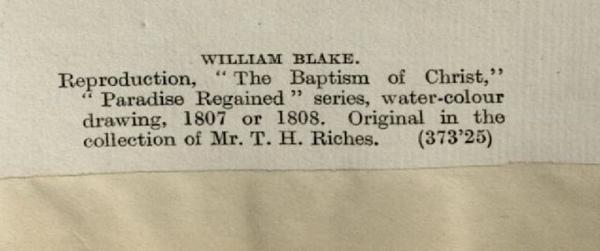 WILLIAM BLAKE.
Reproduction, “ The Baptism of Christ,”
“ Paradise Regained ” series, water-colour
drawing, 1807 or 1808. Original in the
collection of Mr. T. H. Riches. (373’25)